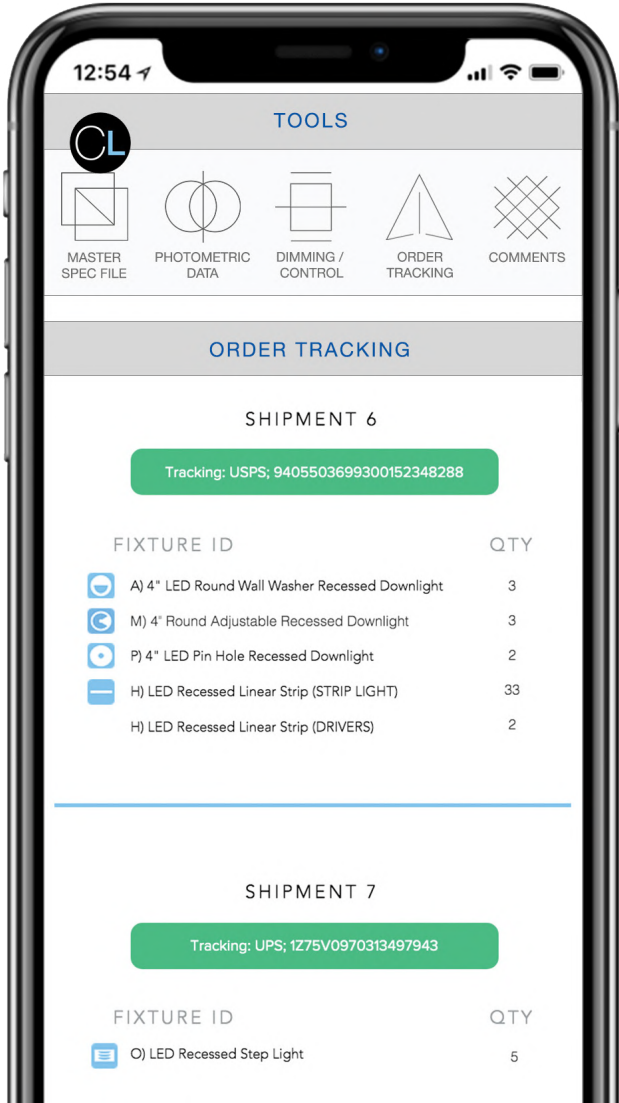 12:54
TOOLS
CL
MASTER
SPEC FILE
PHOTOMETRIC
DATA
DIMMING /
CONTROL
ORDER
TRACKING
COMMENTS
ORDER TRACKING
SHIPMENT 6
Tracking: USPS; 9405503699300152348288
FIXTURE ID QTY
A) 4" LED Round Wall Washer Recessed Downlight 3
M) 4" Round Adjustable Recessed Downlight 3
P) 4" LED Pin Hole Recessed Downlight 2
H) LED Recessed Linear Strip (STRIP LIGHT) 33
H) LED Recessed Linear Strip (DRIVERS) 2
SHIPMENT 7
Tracking: UPS; 1Z75V0970313497943
FIXTURE ID QTY
O) LED Recessed Step Light 5